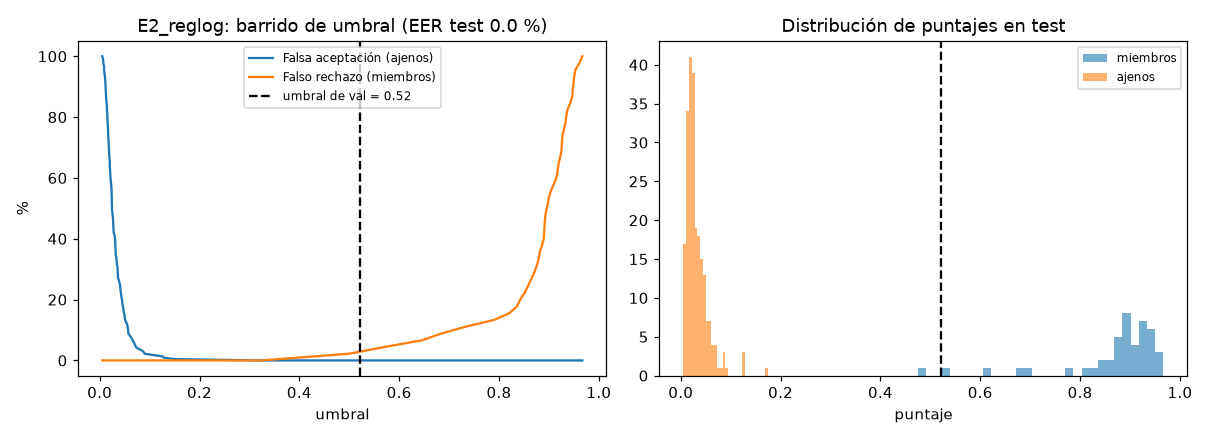 E2_reglog: barrido de umbral (EER test 0.0 %)
Falsa aceptación (ajenos)
Falso rechazo (miembros)
umbral de val = 0.52
%
100
80
60
40
20
0
0.0 0.2 0.4 0.6 0.8 1.0
umbral
Distribución de puntajes en test
miembros
ajenos
40
35
30
25
20
15
10
5
0
0.0 0.2 0.4 0.6 0.8 1.0
puntaje